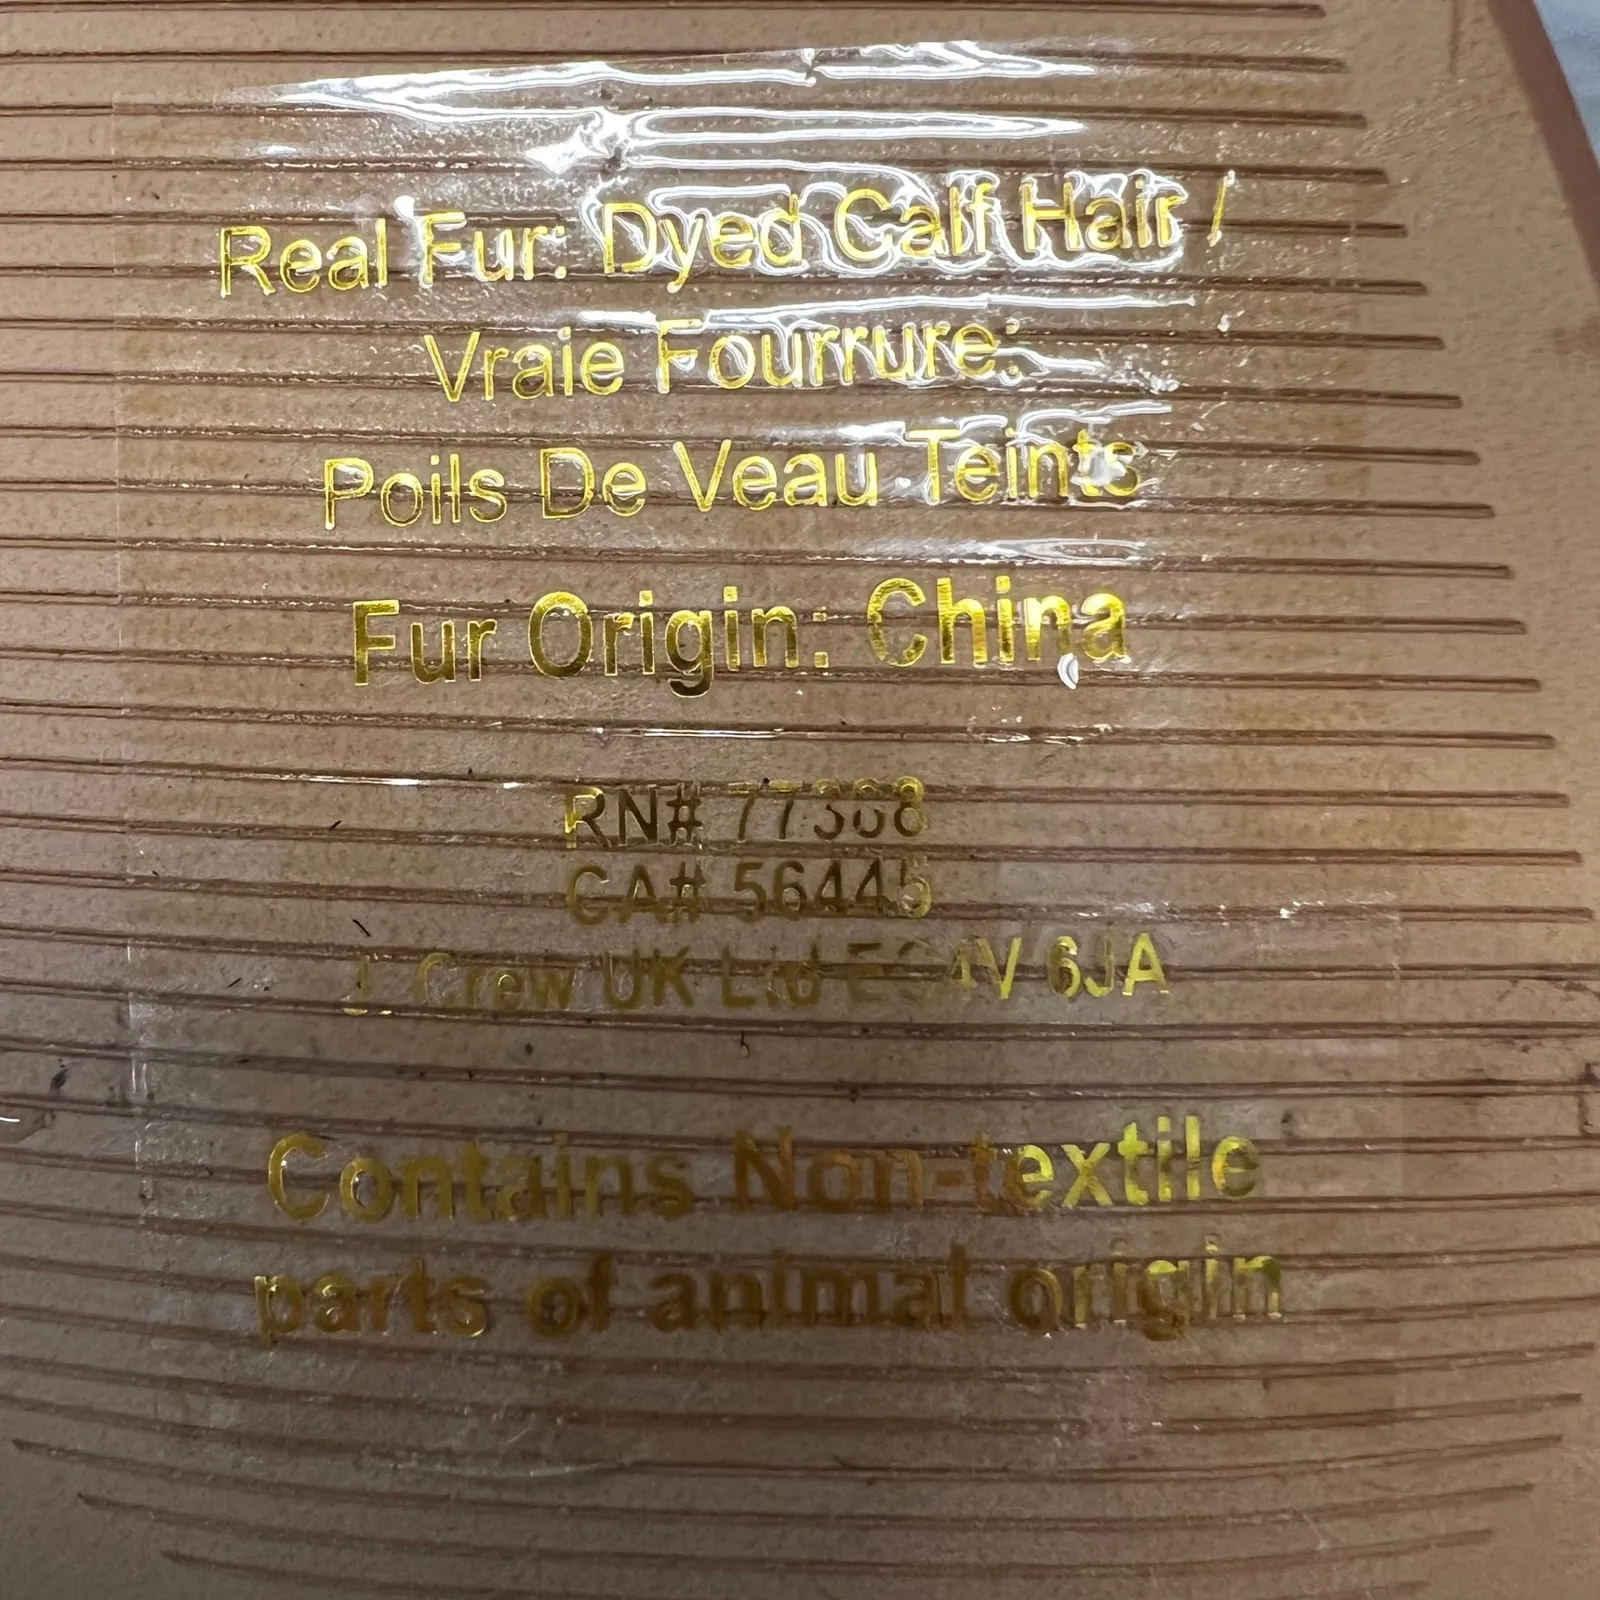 Real Fur: Dyed Calf Hair /
Vraie Fourrure:
Poils De Veau Teints
Fur Origin: China
RN# 77388
CA# 56445
J. Crew UK Ltd 6JA
Contains Non-textile
parts of animal origin